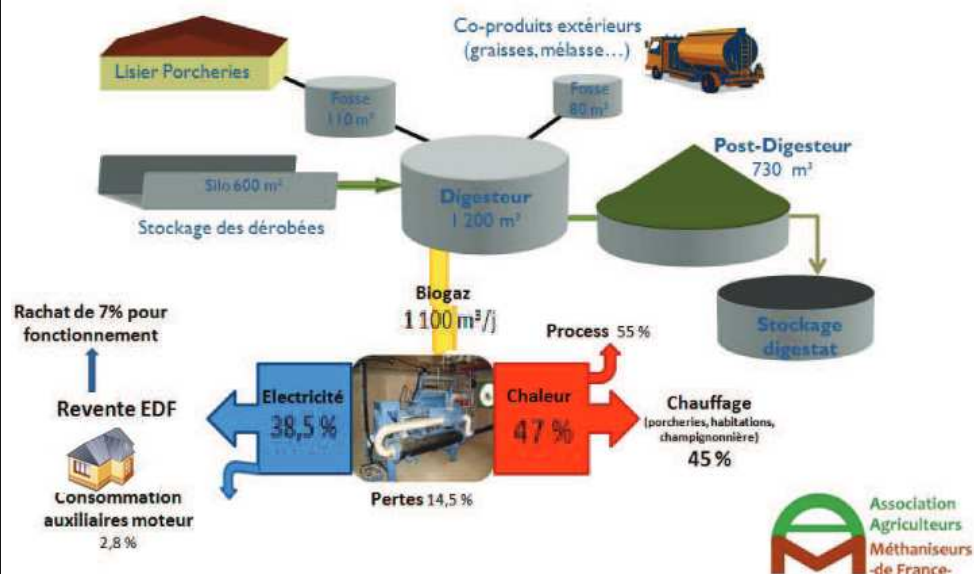 Co-produits extérieurs
(graisses, mélasse...)
Lisier Porcheries
Fosse
110 m³
Fosse
80 m³
Silo 600 m³
Stockage des dérobées
Digesteur
1 200 m³
Post-Digesteur
730 m³
Stockage
digestat
Biogaz
1 100 m³/j
Rachat de 7% pour
fonctionnement
Revente EDF
Consommation
auxiliaires moteur
2,8 %
Electricité
38,5 %
Pertes 14,5 %
Chaleur
47 %
Process 55 %
Chauffage
(porcheries, habitations,
champignonnière)
45 %
Association
Agriculteurs
Méthaniseurs
-de France-